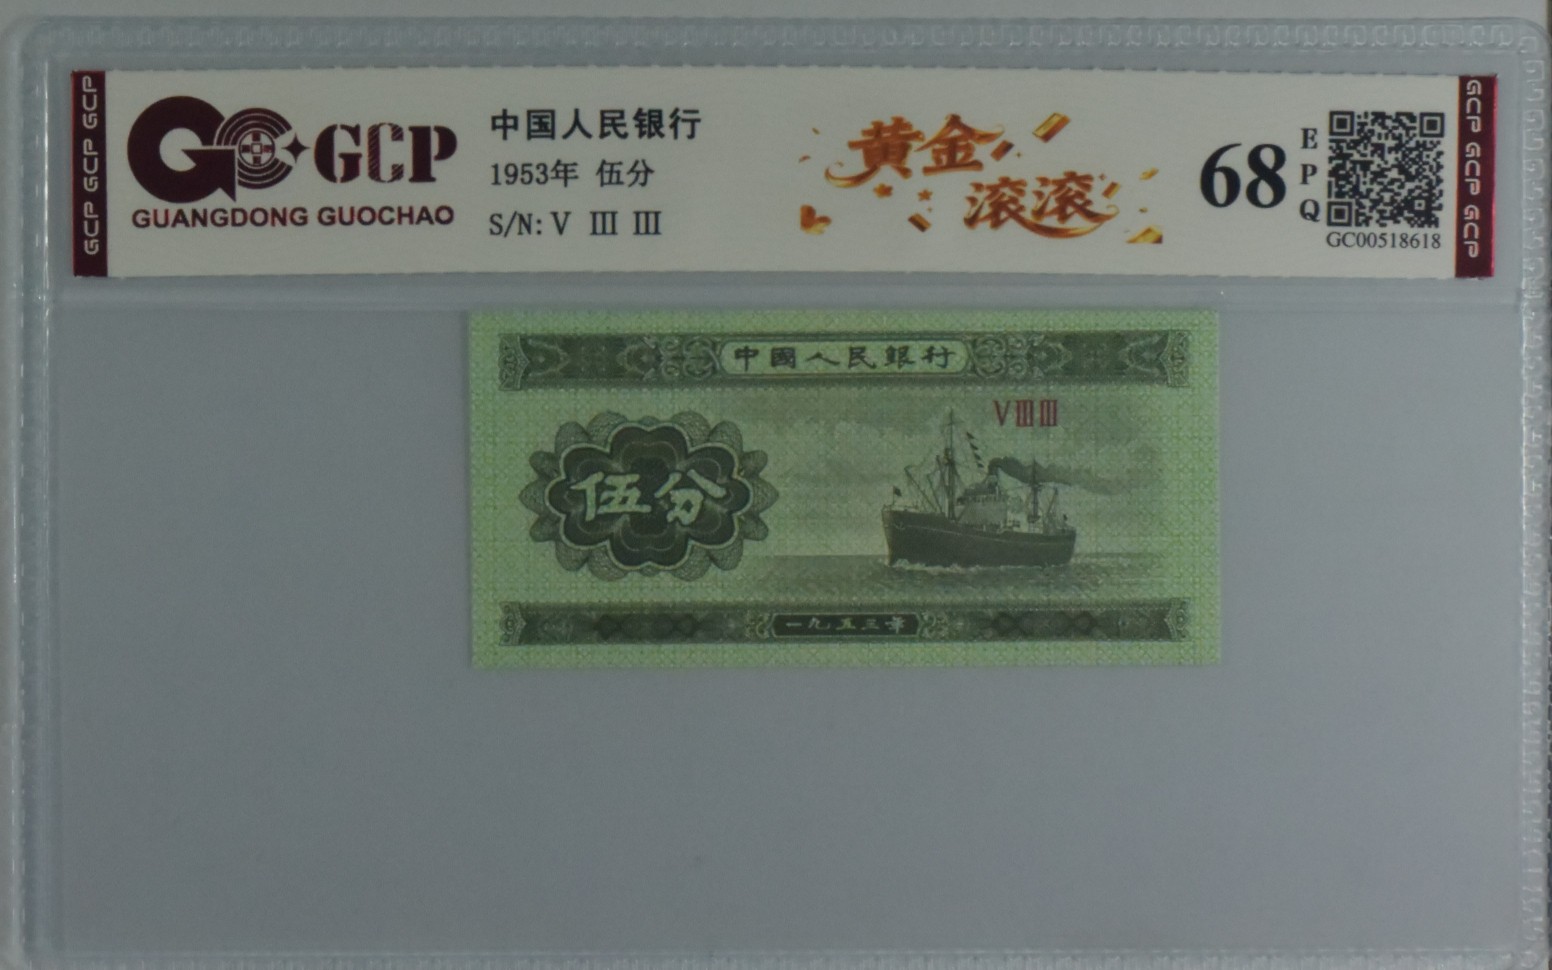 GCP GCP GCP
GCP
GUANGDONG GUOCHAO
中国人民银行
1953年 伍分
S/N: V Ⅲ Ⅲ
黄金
滚滚
68
E
P
Q
GC00518618
GCP GCP GCP
中國人民銀行
VⅢⅢ
伍分
一九五三年